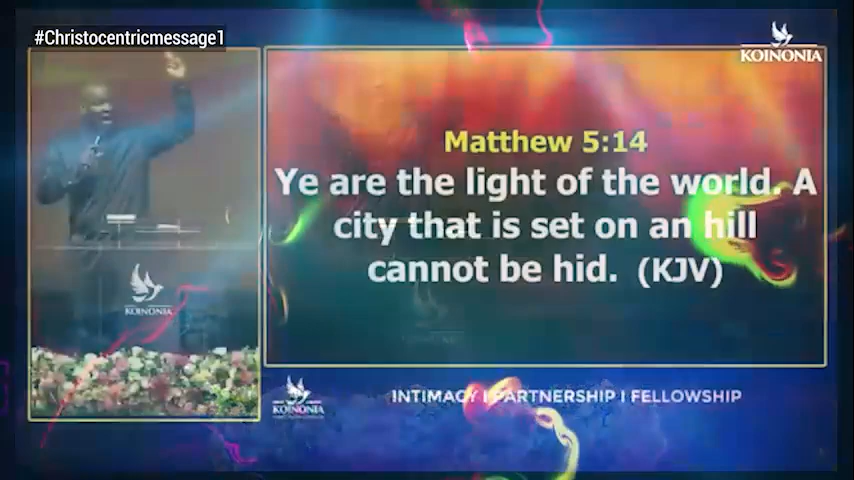 #Christocentricmessage1
KOINONIA
Matthew 5:14
Ye are the light of the world. A
city that is set on an hill
cannot be hid. (KJV)
KOINONIA
KOINONIA
INTIMACY I PARTNERSHIP I FELLOWSHIP